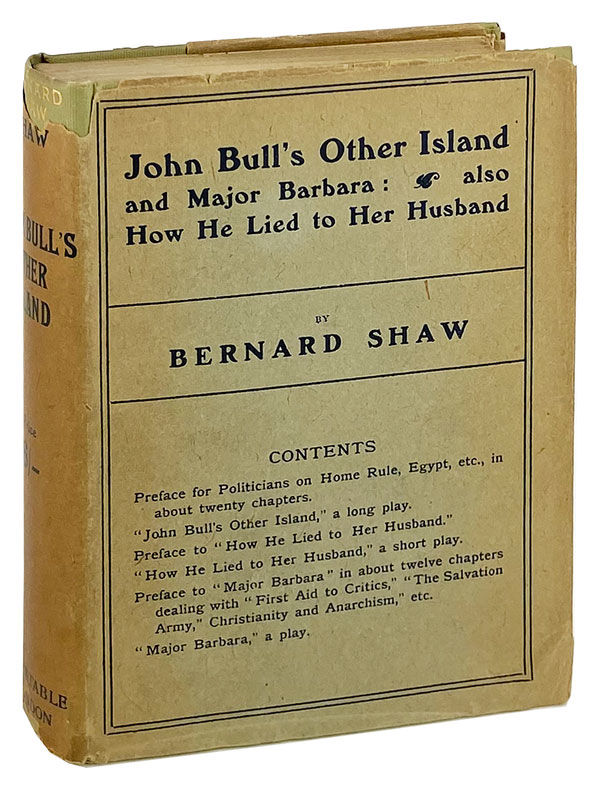 SHAW
BULL'S
John Bull's Other Island
and Major Barbara: also
How He Lied to Her Husband
BY
BERNARD SHAW
CONTENTS
Preface for Politicians on Home Rule, Egypt, etc., in
about twenty chapters.
"John Bull's Other Island," a long play.
Preface to "How He Lied to Her Husband."
"How He Lied to Her Husband," a short play.
Preface to "Major Barbara" in about twelve chapters
dealing with "First Aid to Critics," "The Salvation
Army," Christianity and Anarchism," etc.
"Major Barbara," a play.